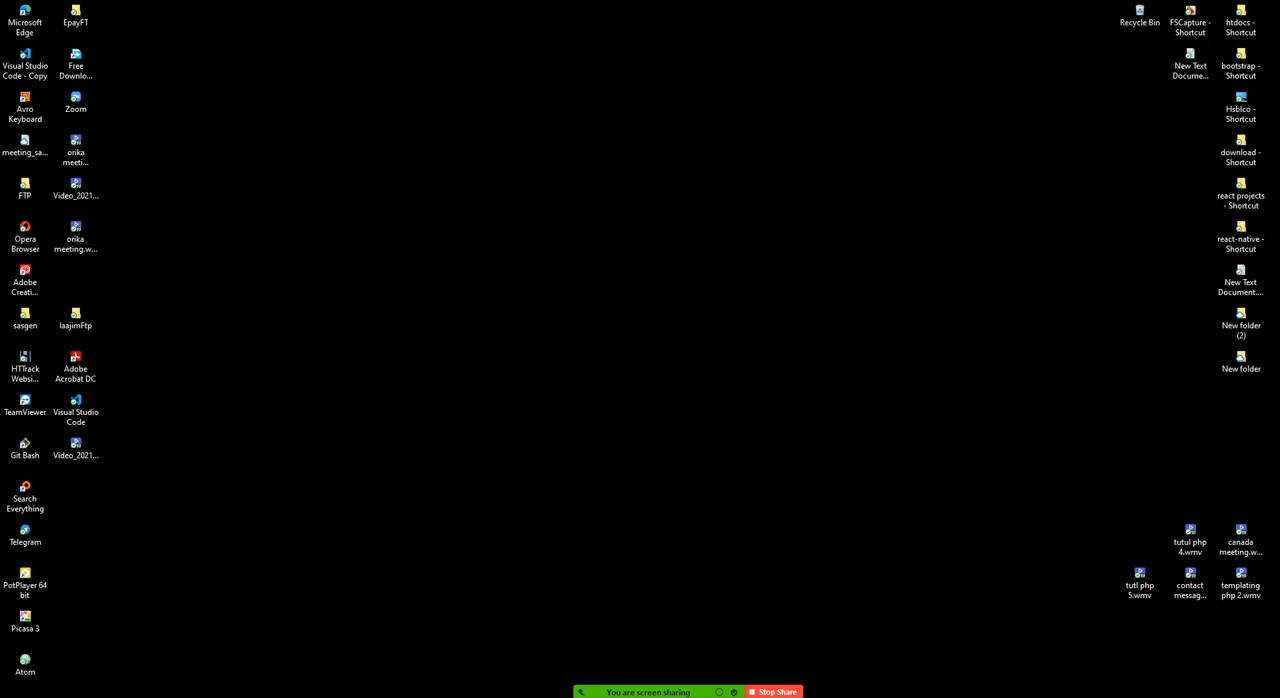 Microsoft
Edge
EpayFT
Visual Studio
Code - Copy
Free
Downlo...
Avro
Keyboard
Zoom
meeting_sa...
orika
meeti...
FTP
Video_2021...
Opera
Browser
orika
meeting.w...
Adobe
Creati...
sasgen
laajimFtp
HTTrack
Websi...
Adobe
Acrobat DC
TeamViewer
Visual Studio
Code
Git Bash
Video_2021...
Search
Everything
Telegram
PotPlayer 64
bit
Picasa 3
Atom
Recycle Bin
FSCapture -
Shortcut
htdocs -
Shortcut
New Text
Docume...
bootstrap -
Shortcut
Hsblco -
Shortcut
download -
Shortcut
react projects
- Shortcut
react-native -
Shortcut
New Text
Document....
New folder
(2)
New folder
tutul php
4.wmv
canada
meeting.w...
tutl php
5.wmv
contact
messag...
templating
php 2.wmv
You are screen sharing
Stop Share